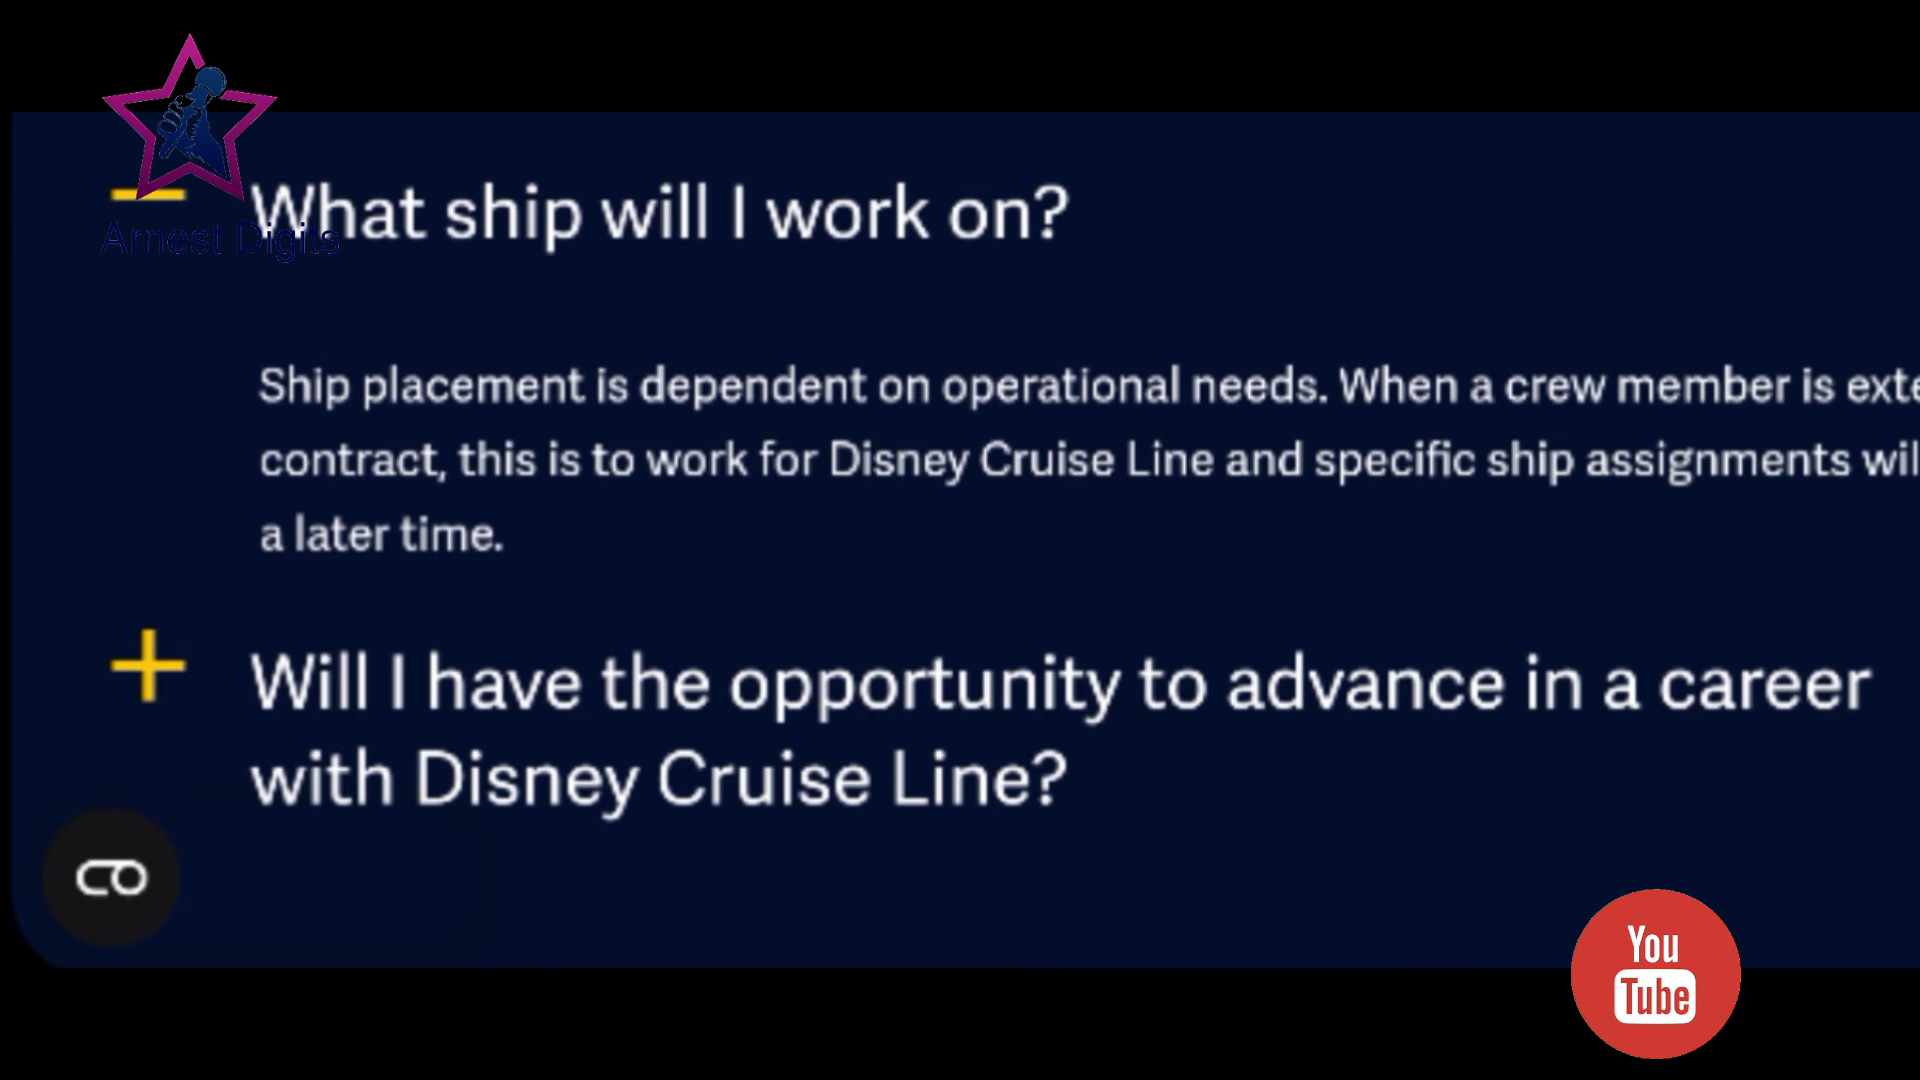 What ship will I work on?
Arnest Digits
Ship placement is dependent on operational needs. When a crew member is
contract, this is to work for Disney Cruise Line and specific ship assignments
a later time.
Will I have the opportunity to advance in a career
with Disney Cruise Line?
You
Tube